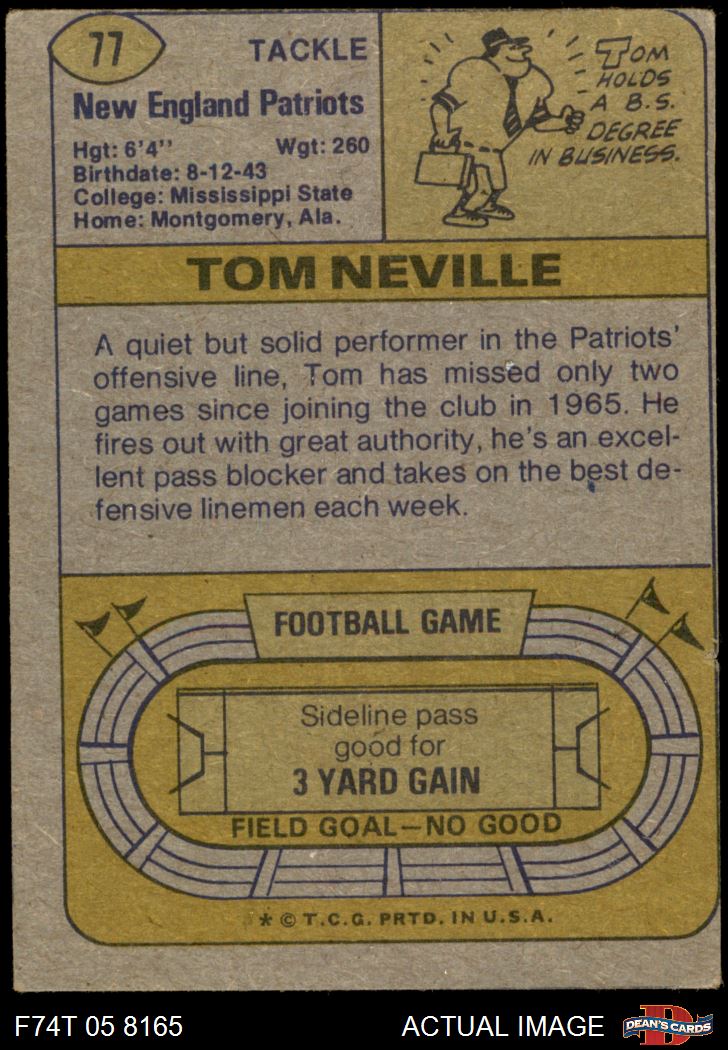 77
TACKLE
New England Patriots
Hgt: 6'4'' Wgt: 260
Birthdate: 8-12-43
College: Mississippi State
Home: Montgomery, Ala.
TOM
HOLDS
A B.S.
DEGREE
IN BUSINESS.
TOM NEVILLE
A quiet but solid performer in the Patriots'
offensive line, Tom has missed only two
games since joining the club in 1965. He
fires out with great authority, he's an excel-
lent pass blocker and takes on the best de-
fensive linemen each week.
FOOTBALL GAME
Sideline pass
good for
3 YARD GAIN
FIELD GOAL—NO GOOD
* © T.C.G. PRTD. IN U.S.A.
F74T 05 8165 ACTUAL IMAGE
D
DEAN'S CARDS